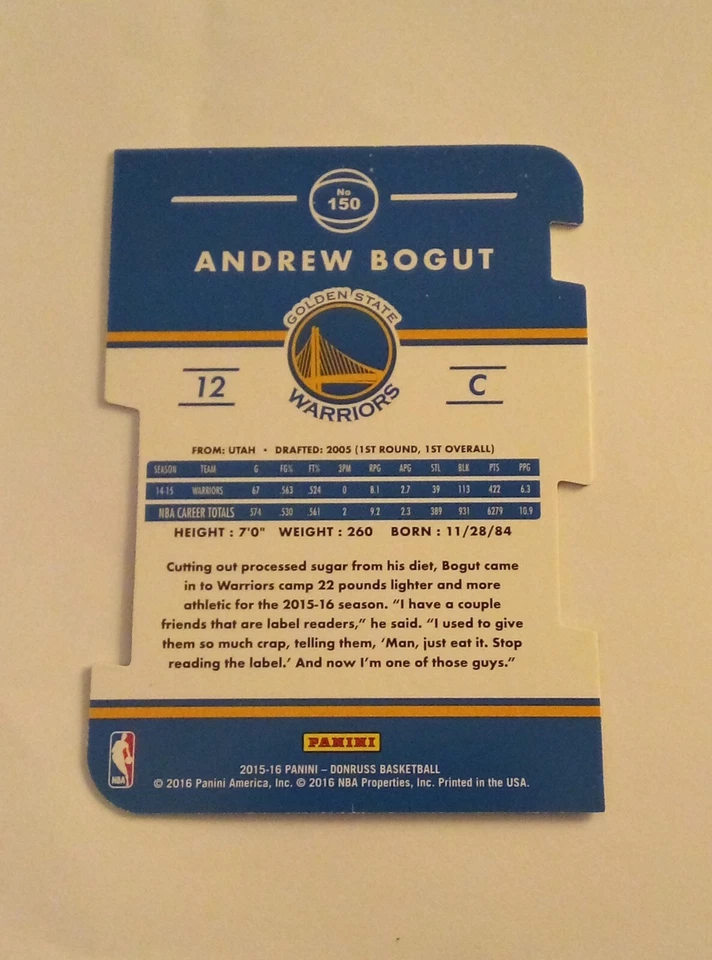 No
150
ANDREW BOGUT
GOLDEN STATE
WARRIORS
12
C
FROM: UTAH • DRAFTED: 2005 (1ST ROUND, 1ST OVERALL)
SEASON TEAM G FG% FT% 3PM RPG APG STL BLK PTS PPG
14-15 WARRIORS 67 .563 .524 0 8.1 2.7 39 113 422 6.3
NBA CAREER TOTALS 574 .530 .561 2 9.2 2.3 389 931 6279 10.9
HEIGHT : 7'0" WEIGHT : 260 BORN : 11/28/84
Cutting out processed sugar from his diet, Bogut came
in to Warriors camp 22 pounds lighter and more
athletic for the 2015-16 season. “I have a couple
friends that are label readers,” he said. “I used to give
them so much crap, telling them, ‘Man, just eat it. Stop
reading the label.’ And now I’m one of those guys.”
PANINI
NBA
2015-16 PANINI – DONRUSS BASKETBALL
© 2016 Panini America, Inc. © 2016 NBA Properties, Inc. Printed in the USA.